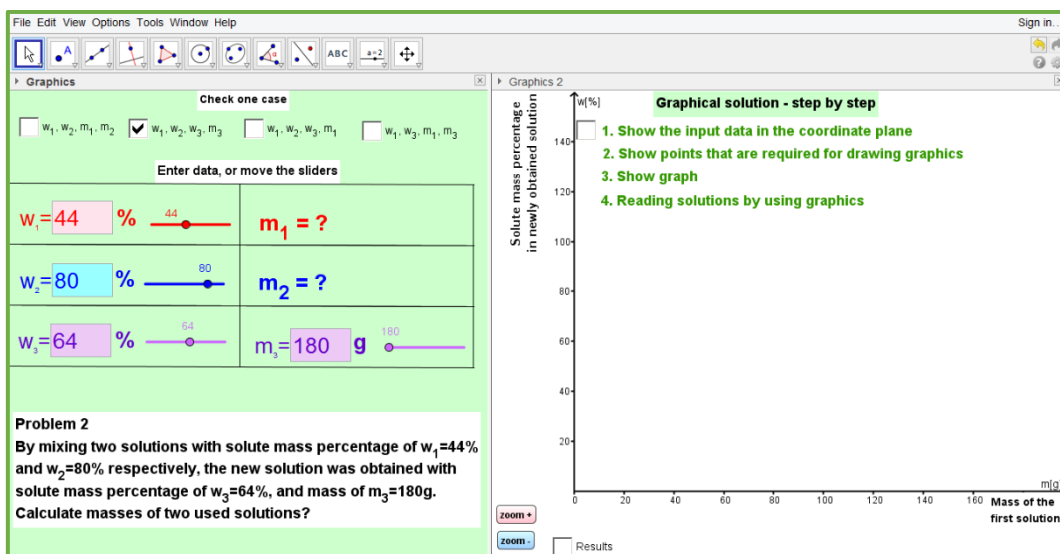 File Edit View Options Tools Window Help
Sign in...
ABC
a=2
Graphics
Check one case
w₁, w₂, m₁, m₂
w₁, w₂, w₃, m₃
w₁, w₂, w₃, m₁
w₁, w₃, m₁, m₃
Enter data, or move the sliders
w₁= 44 % 44
m₁ = ?
w₂= 80 % 80
m₂ = ?
w₃= 64 % 64
m₃= 180 g 180
Problem 2
By mixing two solutions with solute mass percentage of w₁=44%
and w₂=80% respectively, the new solution was obtained with
solute mass percentage of w₃=64%, and mass of m₃=180g.
Calculate masses of two used solutions?
Graphics 2
Solute mass percentage
in newly obtained solution
w[%]
Graphical solution - step by step
1. Show the input data in the coordinate plane
2. Show points that are required for drawing graphics
3. Show graph
4. Reading solutions by using graphics
140
120
100
80
60
40
20
0 20 40 60 80 100 120 140 160
m[g]
Mass of the
first solution
zoom +
zoom -
Results